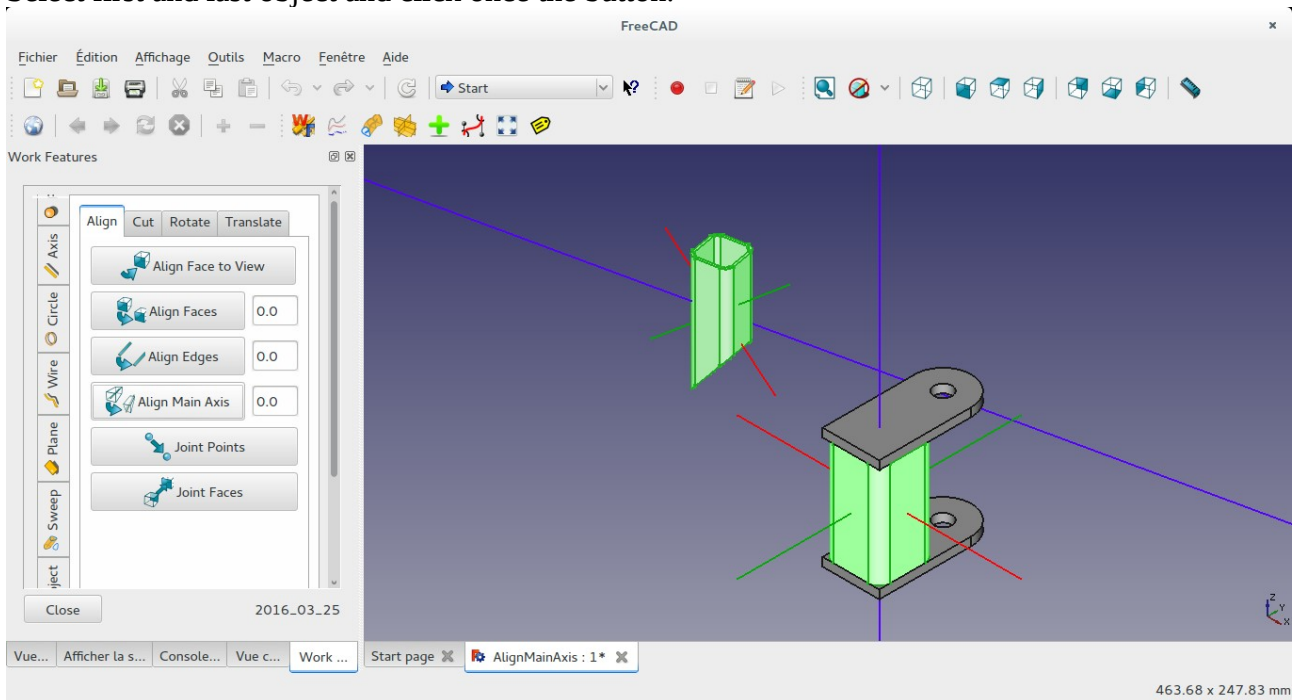 Select first and last object and click once the button.
FreeCAD
Fichier Édition Affichage Outils Macro Fenêtre Aide
Start
Work Features
Align Cut Rotate Translate
Axis
Circle
Wire
Plane
Sweep
ject
Align Face to View
Align Faces 0.0
Align Edges 0.0
Align Main Axis 0.0
Joint Points
Joint Faces
Close 2016_03_25
Z
Y
X
Vue... Afficher la s... Console... Vue c... Work ... Start page AlignMainAxis : 1*
463.68 x 247.83 mm